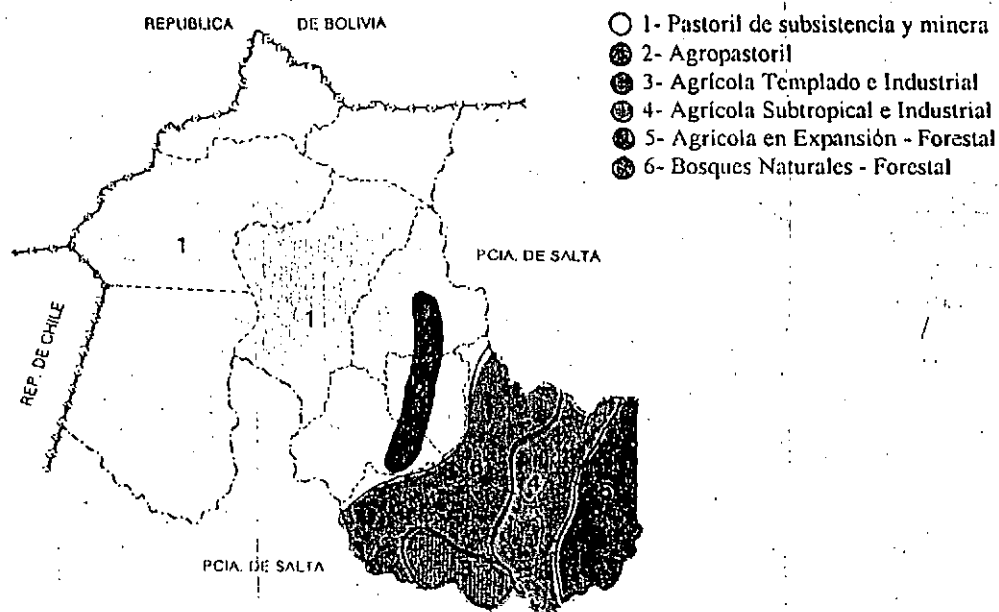 REPUBLICA DE BOLIVIA
1- Pastoril de subsistencia y minera
2- Agropastoril
3- Agrícola Templado e Industrial
4- Agrícola Subtropical e Industrial
5- Agrícola en Expansión - Forestal
6- Bosques Naturales - Forestal
1
PCIA. DE SALTA
1
REP. DE CHILE
4
PCIA. DE SALTA